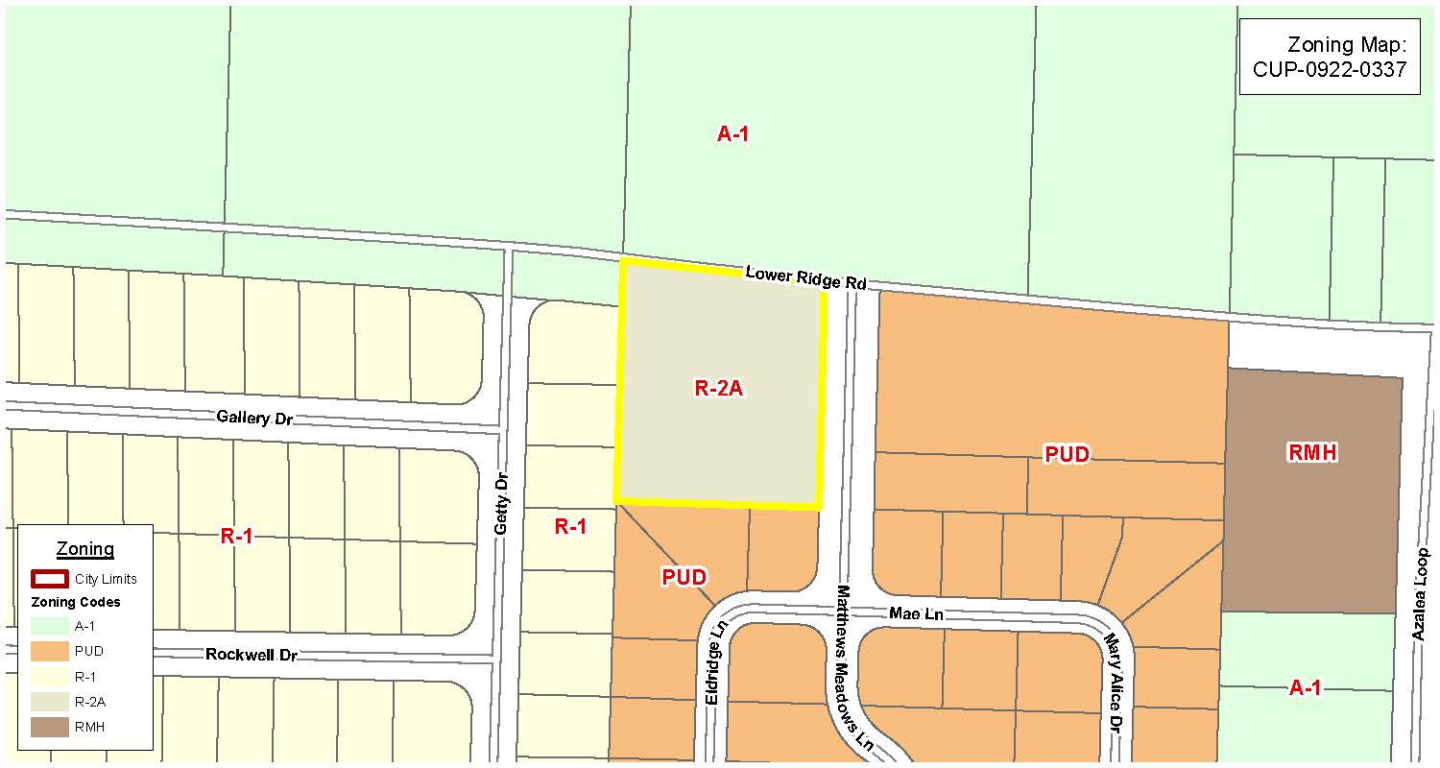 Zoning Map:
CUP-0922-0337
A-1
Lower Ridge Rd
R-2A
Gallery Dr
PUD
RMH
Getty Dr
R-1
R-1
PUD
Azalea Loop
Matthews Meadows Ln
Mae Ln
Eldridge Ln
Mary Alice Dr
Rockwell Dr
A-1
Zoning
City Limits
Zoning Codes
A-1
PUD
R-1
R-2A
RMH